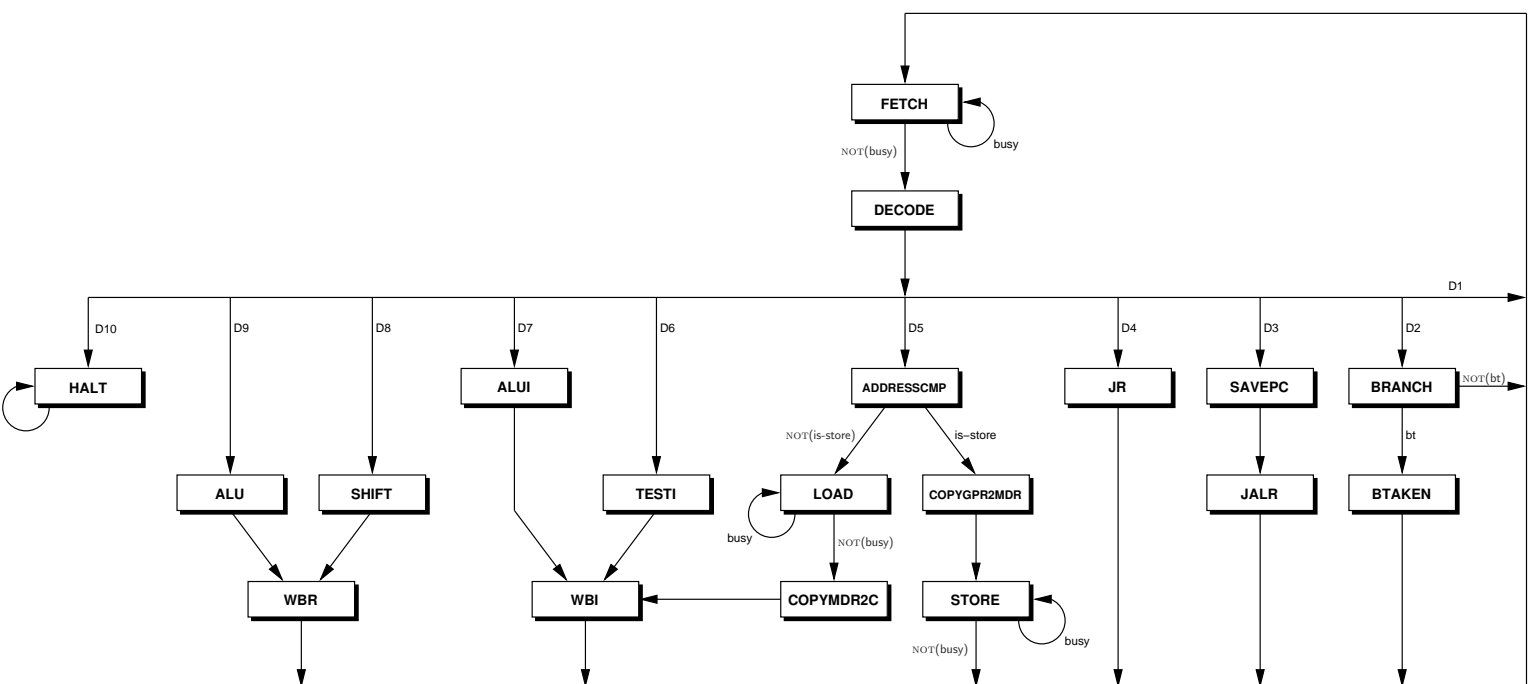 FETCH
busy
NOT(busy)
DECODE
D1
D10
D9
D8
D7
D6
D5
D4
D3
D2
HALT
ALUI
ADDRESSCMP
JR
SAVEPC
BRANCH
NOT(bt)
NOT(is-store)
is–store
bt
ALU
SHIFT
TESTI
LOAD
COPYGPR2MDR
JALR
BTAKEN
busy
NOT(busy)
WBR
WBI
COPYMDR2C
STORE
busy
NOT(busy)